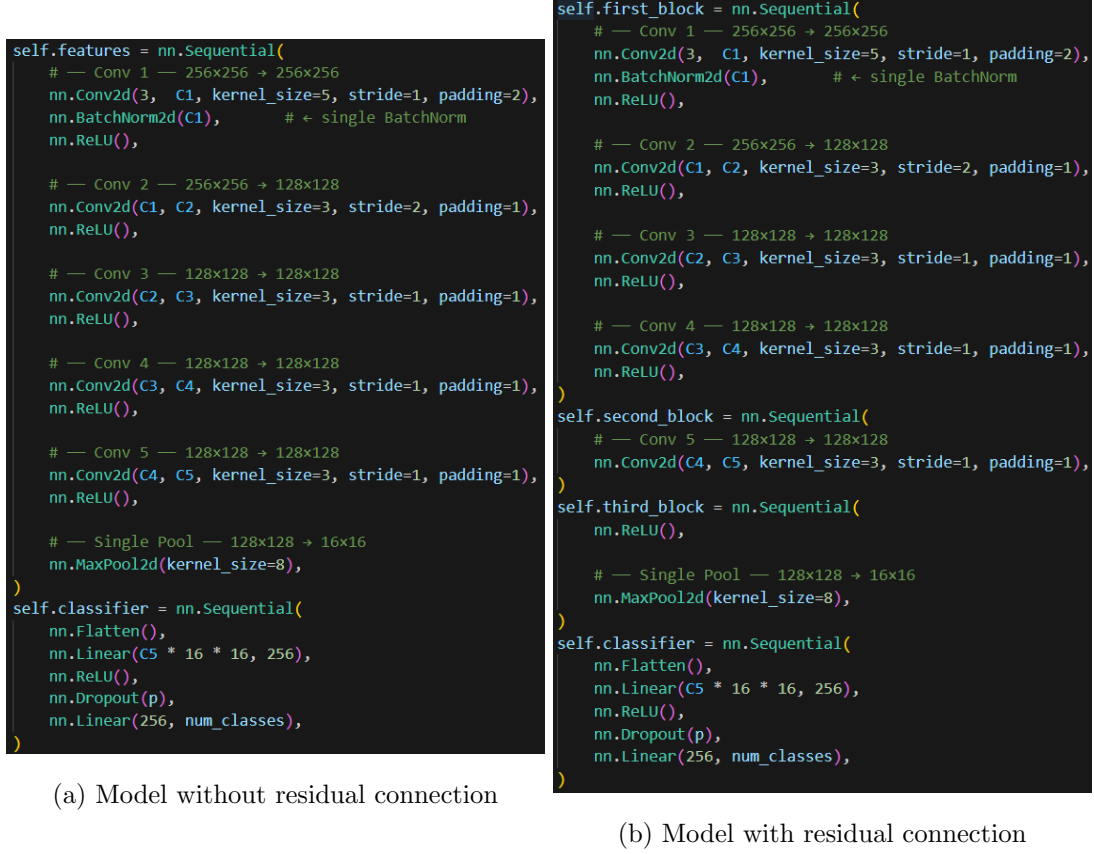 self.features = nn.Sequential(
    # — Conv 1 — 256×256 → 256×256
    nn.Conv2d(3,  C1, kernel_size=5, stride=1, padding=2),
    nn.BatchNorm2d(C1),       # ← single BatchNorm
    nn.ReLU(),
    # — Conv 2 — 256×256 → 128×128
    nn.Conv2d(C1, C2, kernel_size=3, stride=2, padding=1),
    nn.ReLU(),
    # — Conv 3 — 128×128 → 128×128
    nn.Conv2d(C2, C3, kernel_size=3, stride=1, padding=1),
    nn.ReLU(),
    # — Conv 4 — 128×128 → 128×128
    nn.Conv2d(C3, C4, kernel_size=3, stride=1, padding=1),
    nn.ReLU(),
    # — Conv 5 — 128×128 → 128×128
    nn.Conv2d(C4, C5, kernel_size=3, stride=1, padding=1),
    nn.ReLU(),
    # — Single Pool — 128×128 → 16×16
    nn.MaxPool2d(kernel_size=8),
)
self.classifier = nn.Sequential(
    nn.Flatten(),
    nn.Linear(C5 * 16 * 16, 256),
    nn.ReLU(),
    nn.Dropout(p),
    nn.Linear(256, num_classes),
)
(a) Model without residual connection
self.first_block = nn.Sequential(
    # — Conv 1 — 256×256 → 256×256
    nn.Conv2d(3,  C1, kernel_size=5, stride=1, padding=2),
    nn.BatchNorm2d(C1),       # ← single BatchNorm
    nn.ReLU(),
    # — Conv 2 — 256×256 → 128×128
    nn.Conv2d(C1, C2, kernel_size=3, stride=2, padding=1),
    nn.ReLU(),
    # — Conv 3 — 128×128 → 128×128
    nn.Conv2d(C2, C3, kernel_size=3, stride=1, padding=1),
    nn.ReLU(),
    # — Conv 4 — 128×128 → 128×128
    nn.Conv2d(C3, C4, kernel_size=3, stride=1, padding=1),
    nn.ReLU(),
)
self.second_block = nn.Sequential(
    # — Conv 5 — 128×128 → 128×128
    nn.Conv2d(C4, C5, kernel_size=3, stride=1, padding=1),
)
self.third_block = nn.Sequential(
    nn.ReLU(),
    # — Single Pool — 128×128 → 16×16
    nn.MaxPool2d(kernel_size=8),
)
self.classifier = nn.Sequential(
    nn.Flatten(),
    nn.Linear(C5 * 16 * 16, 256),
    nn.ReLU(),
    nn.Dropout(p),
    nn.Linear(256, num_classes),
)
(b) Model with residual connection